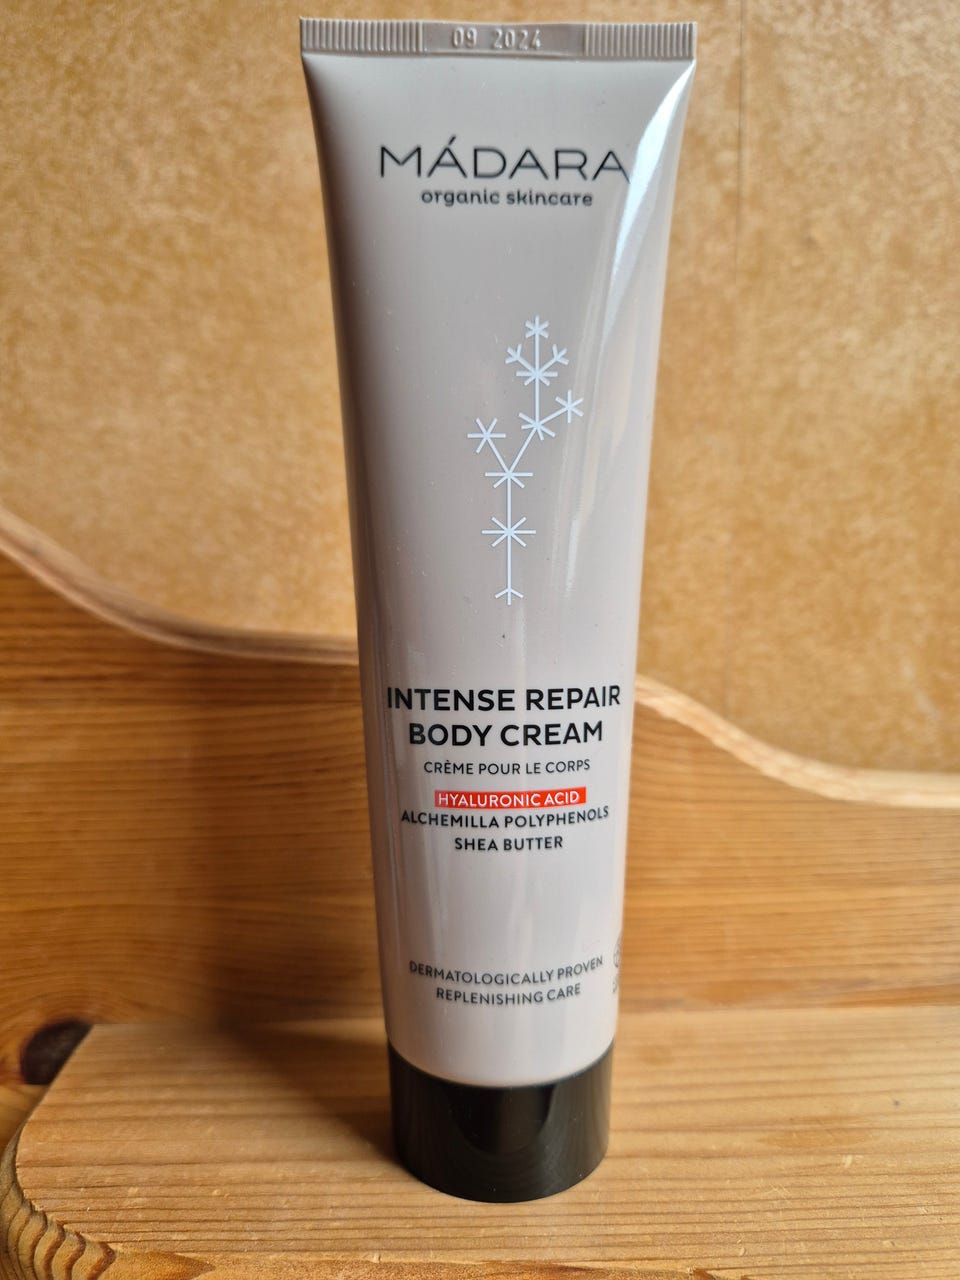 09 2024
MÁDARA
organic skincare
INTENSE REPAIR
BODY CREAM
CRÈME POUR LE CORPS
HYALURONIC ACID
ALCHEMILLA POLYPHENOLS
SHEA BUTTER
DERMATOLOGICALLY PROVEN
REPLENISHING CARE